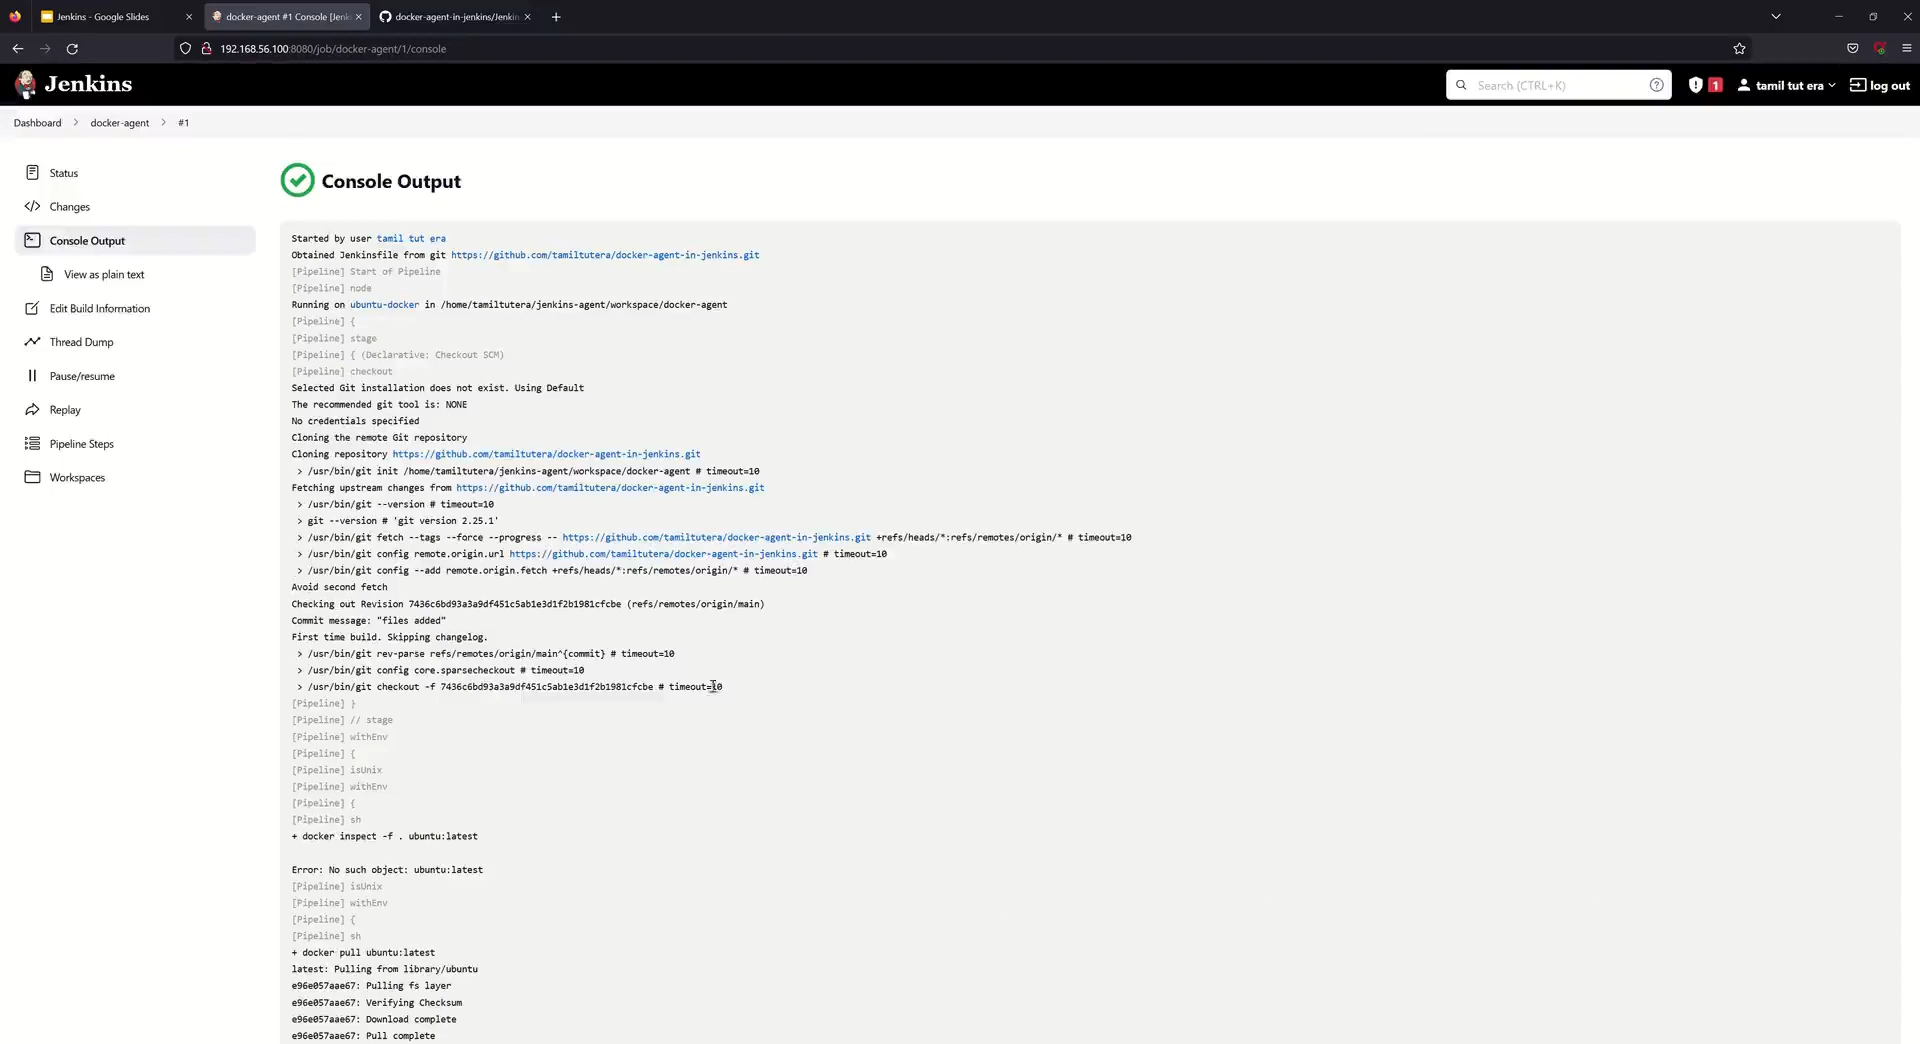 Jenkins - Google Slides
docker-agent #1 Console [Jenk
docker-agent-in-jenkins/Jenkin
192.168.56.100:8080/job/docker-agent/1/console
Jenkins
Search (CTRL+K)
1
tamil tut era
log out
Dashboard > docker-agent > #1
Status
Changes
Console Output
View as plain text
Edit Build Information
Thread Dump
Pause/resume
Replay
Pipeline Steps
Workspaces
Console Output
Started by user tamil tut era
Obtained Jenkinsfile from git https://github.com/tamiltutera/docker-agent-in-jenkins.git
[Pipeline] Start of Pipeline
[Pipeline] node
Running on ubuntu-docker in /home/tamiltutera/jenkins-agent/workspace/docker-agent
[Pipeline] {
[Pipeline] stage
[Pipeline] { (Declarative: Checkout SCM)
[Pipeline] checkout
Selected Git installation does not exist. Using Default
The recommended git tool is: NONE
No credentials specified
Cloning the remote Git repository
Cloning repository https://github.com/tamiltutera/docker-agent-in-jenkins.git
> /usr/bin/git init /home/tamiltutera/jenkins-agent/workspace/docker-agent # timeout=10
Fetching upstream changes from https://github.com/tamiltutera/docker-agent-in-jenkins.git
> /usr/bin/git --version # timeout=10
> git --version # 'git version 2.25.1'
> /usr/bin/git fetch --tags --force --progress -- https://github.com/tamiltutera/docker-agent-in-jenkins.git +refs/heads/*:refs/remotes/origin/* # timeout=10
> /usr/bin/git config remote.origin.url https://github.com/tamiltutera/docker-agent-in-jenkins.git # timeout=10
> /usr/bin/git config --add remote.origin.fetch +refs/heads/*:refs/remotes/origin/* # timeout=10
Avoid second fetch
Checking out Revision 7436c6bd93a3a9df451c5ab1e3d1f2b1981cfcbe (refs/remotes/origin/main)
Commit message: "files added"
First time build. Skipping changelog.
> /usr/bin/git rev-parse refs/remotes/origin/main^{commit} # timeout=10
> /usr/bin/git config core.sparsecheckout # timeout=10
> /usr/bin/git checkout -f 7436c6bd93a3a9df451c5ab1e3d1f2b1981cfcbe # timeout=10
[Pipeline] }
[Pipeline] // stage
[Pipeline] withEnv
[Pipeline] {
[Pipeline] isUnix
[Pipeline] withEnv
[Pipeline] {
[Pipeline] sh
+ docker inspect -f . ubuntu:latest
Error: No such object: ubuntu:latest
[Pipeline] isUnix
[Pipeline] withEnv
[Pipeline] {
[Pipeline] sh
+ docker pull ubuntu:latest
latest: Pulling from library/ubuntu
e96e057aae67: Pulling fs layer
e96e057aae67: Verifying Checksum
e96e057aae67: Download complete
e96e057aae67: Pull complete